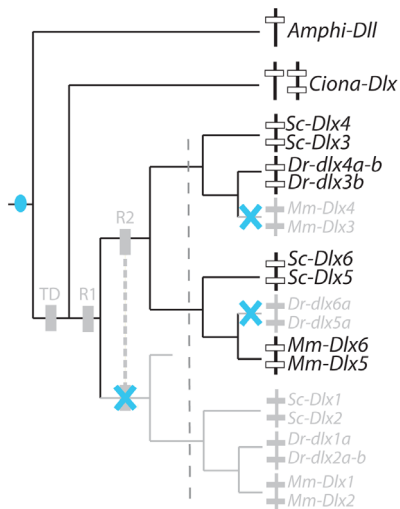 Amphi-Dll
Ciona-Dlx
Sc-Dlx4
Sc-Dlx3
Dr-dlx4a-b
Dr-dlx3b
R2
Mm-Dlx4
Mm-Dlx3
Sc-Dlx6
Sc-Dlx5
TD R1
Dr-dlx6a
Dr-dlx5a
Mm-Dlx6
Mm-Dlx5
Sc-Dlx1
Sc-Dlx2
Dr-dlx1a
Dr-dlx2a-b
Mm-Dlx1
Mm-Dlx2